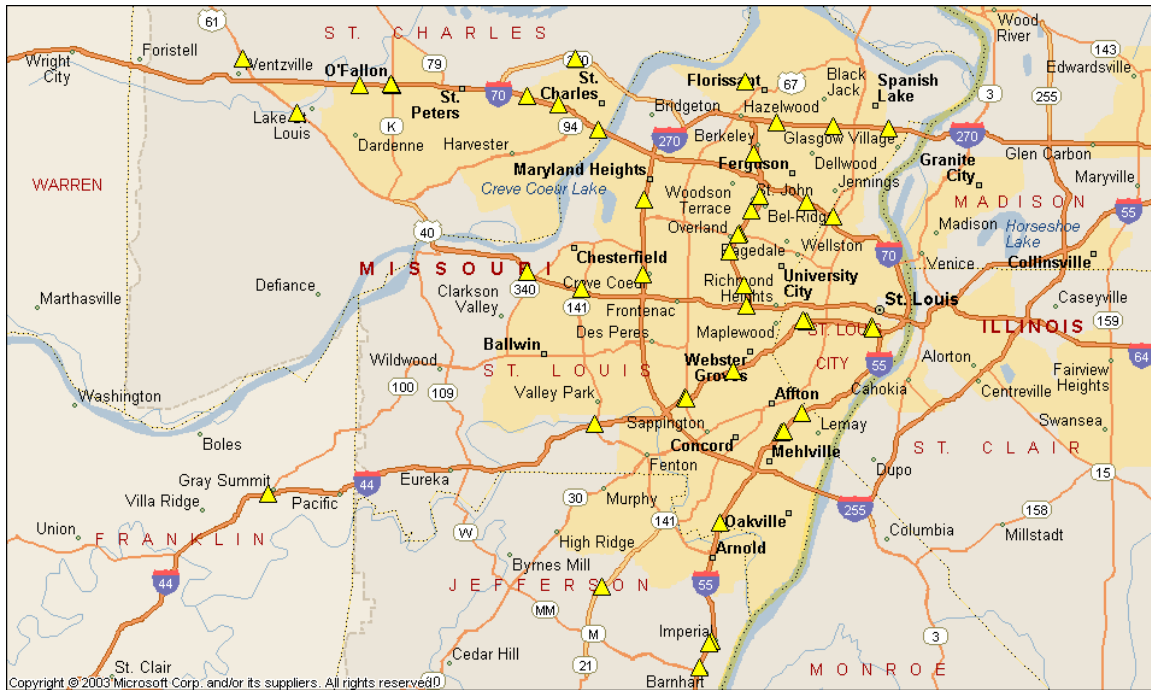 61
ST. CHARLES
3
Wood
River
143
Wright
City
Foristell
Wentzville
O'Fallon
79
St.
Peters
70
St.
Charles
Florissant
67
Black
Jack
Spanish
Lake
Edwardsville
255
3
Lake St.
Louis
K
Dardenne
94
Harvester
Bridgeton
Hazelwood
270
Berkeley
Glasgow Village
270
Glen Carbon
WARREN
Maryland Heights
Creve Coeur Lake
Ferguson
Dellwood
Jennings
Granite
City
Maryville
Woodson
Terrace
St. John
Bel-Ridge
MADISON
55
40
Overland
Madison
Horseshoe
Lake
Wellston
MISSOURI
Chesterfield
70
Venice
Collinsville
Marthasville
Defiance
340
Clarkson
Valley
Creve Coeur
141
Richmond
Heights
University
City
St. Louis
Caseyville
159
Frontenac
Des Peres
Maplewood
ST. LOUIS
CITY
ILLINOIS
Ballwin
Wildwood
ST. LOUIS
Webster
Groves
55
Alorton
64
Cahokia
Fairview
Heights
100
109
Valley Park
Affton
Centreville
Swansea
Washington
Sappington
Lemay
Boles
Concord
Mehlville
ST. CLAIR
Fenton
Dupo
15
Gray Summit
44
Eureka
Villa Ridge
Pacific
30
Murphy
255
158
141
Oakville
Columbia
Millstadt
Union
FRANKLIN
W
High Ridge
Arnold
Byrnes Mill
44
JEFFERSON
55
MM
M
Imperial
3
St. Clair
Cedar Hill
21
MONROE
Barnhart
Copyright © 2003 Microsoft Corp. and/or its suppliers. All rights reserved.